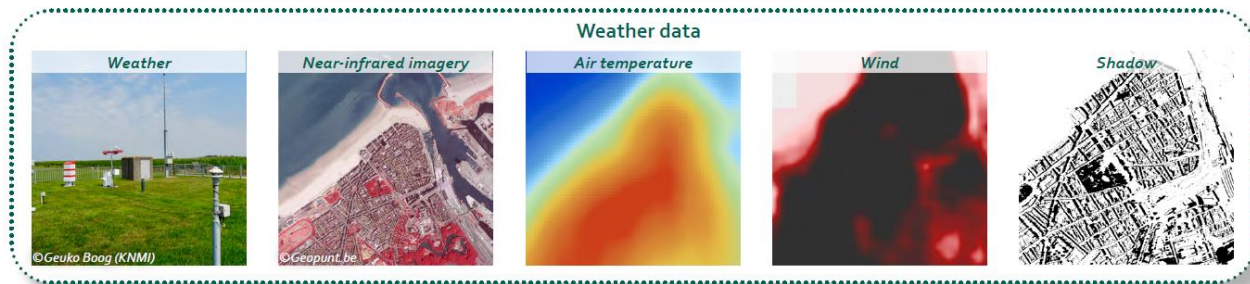 Weather data
Weather
Near-infrared imagery
Air temperature
Wind
Shadow
©Geuko Boog (KNMI)
©Geopunt.be